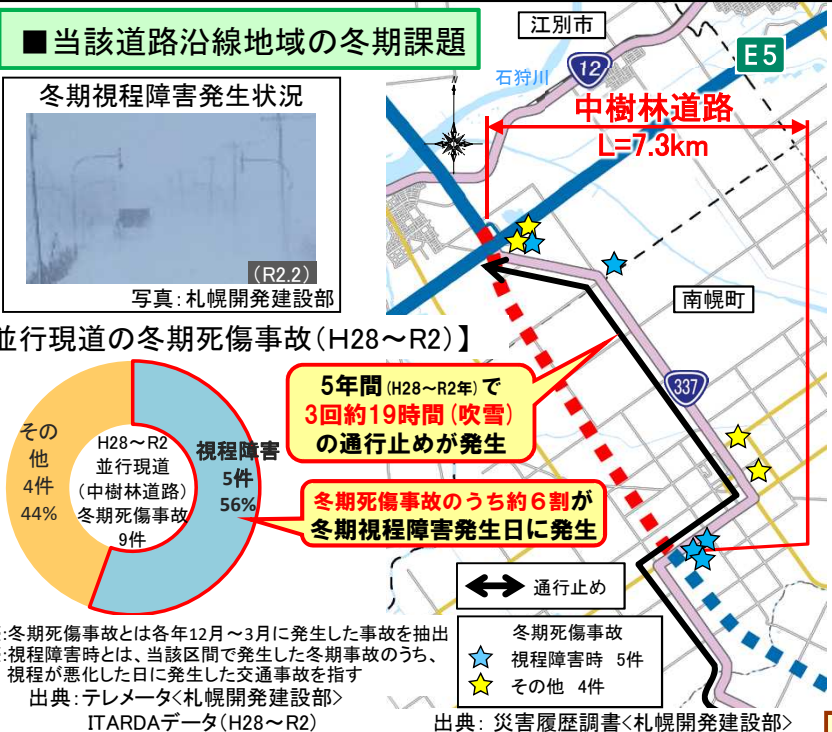 ■当該道路沿線地域の冬期課題
冬期視程障害発生状況
(R2.2)
写真:札幌開発建設部
並行現道の冬期死傷事故(H28～R2)】
その
他
4件
44%
H28～R2
並行現道
(中樹林道路)
冬期死傷事故
9件
視程障害
5件
56%
5年間(H28～R2年)で
3回約19時間(吹雪)
の通行止めが発生
冬期死傷事故のうち約6割が
冬期視程障害発生日に発生
:冬期死傷事故とは各年12月～3月に発生した事故を抽出
:視程障害時とは、当該区間で発生した冬期事故のうち、
視程が悪化した日に発生した交通事故を指す
出典:テレメータ<札幌開発建設部>
ITARDAデータ(H28～R2)
江別市
石狩川
12
E5
中樹林道路
L=7.3km
南幌町
337
通行止め
冬期死傷事故
視程障害時 5件
その他 4件
出典: 災害履歴調書<札幌開発建設部>